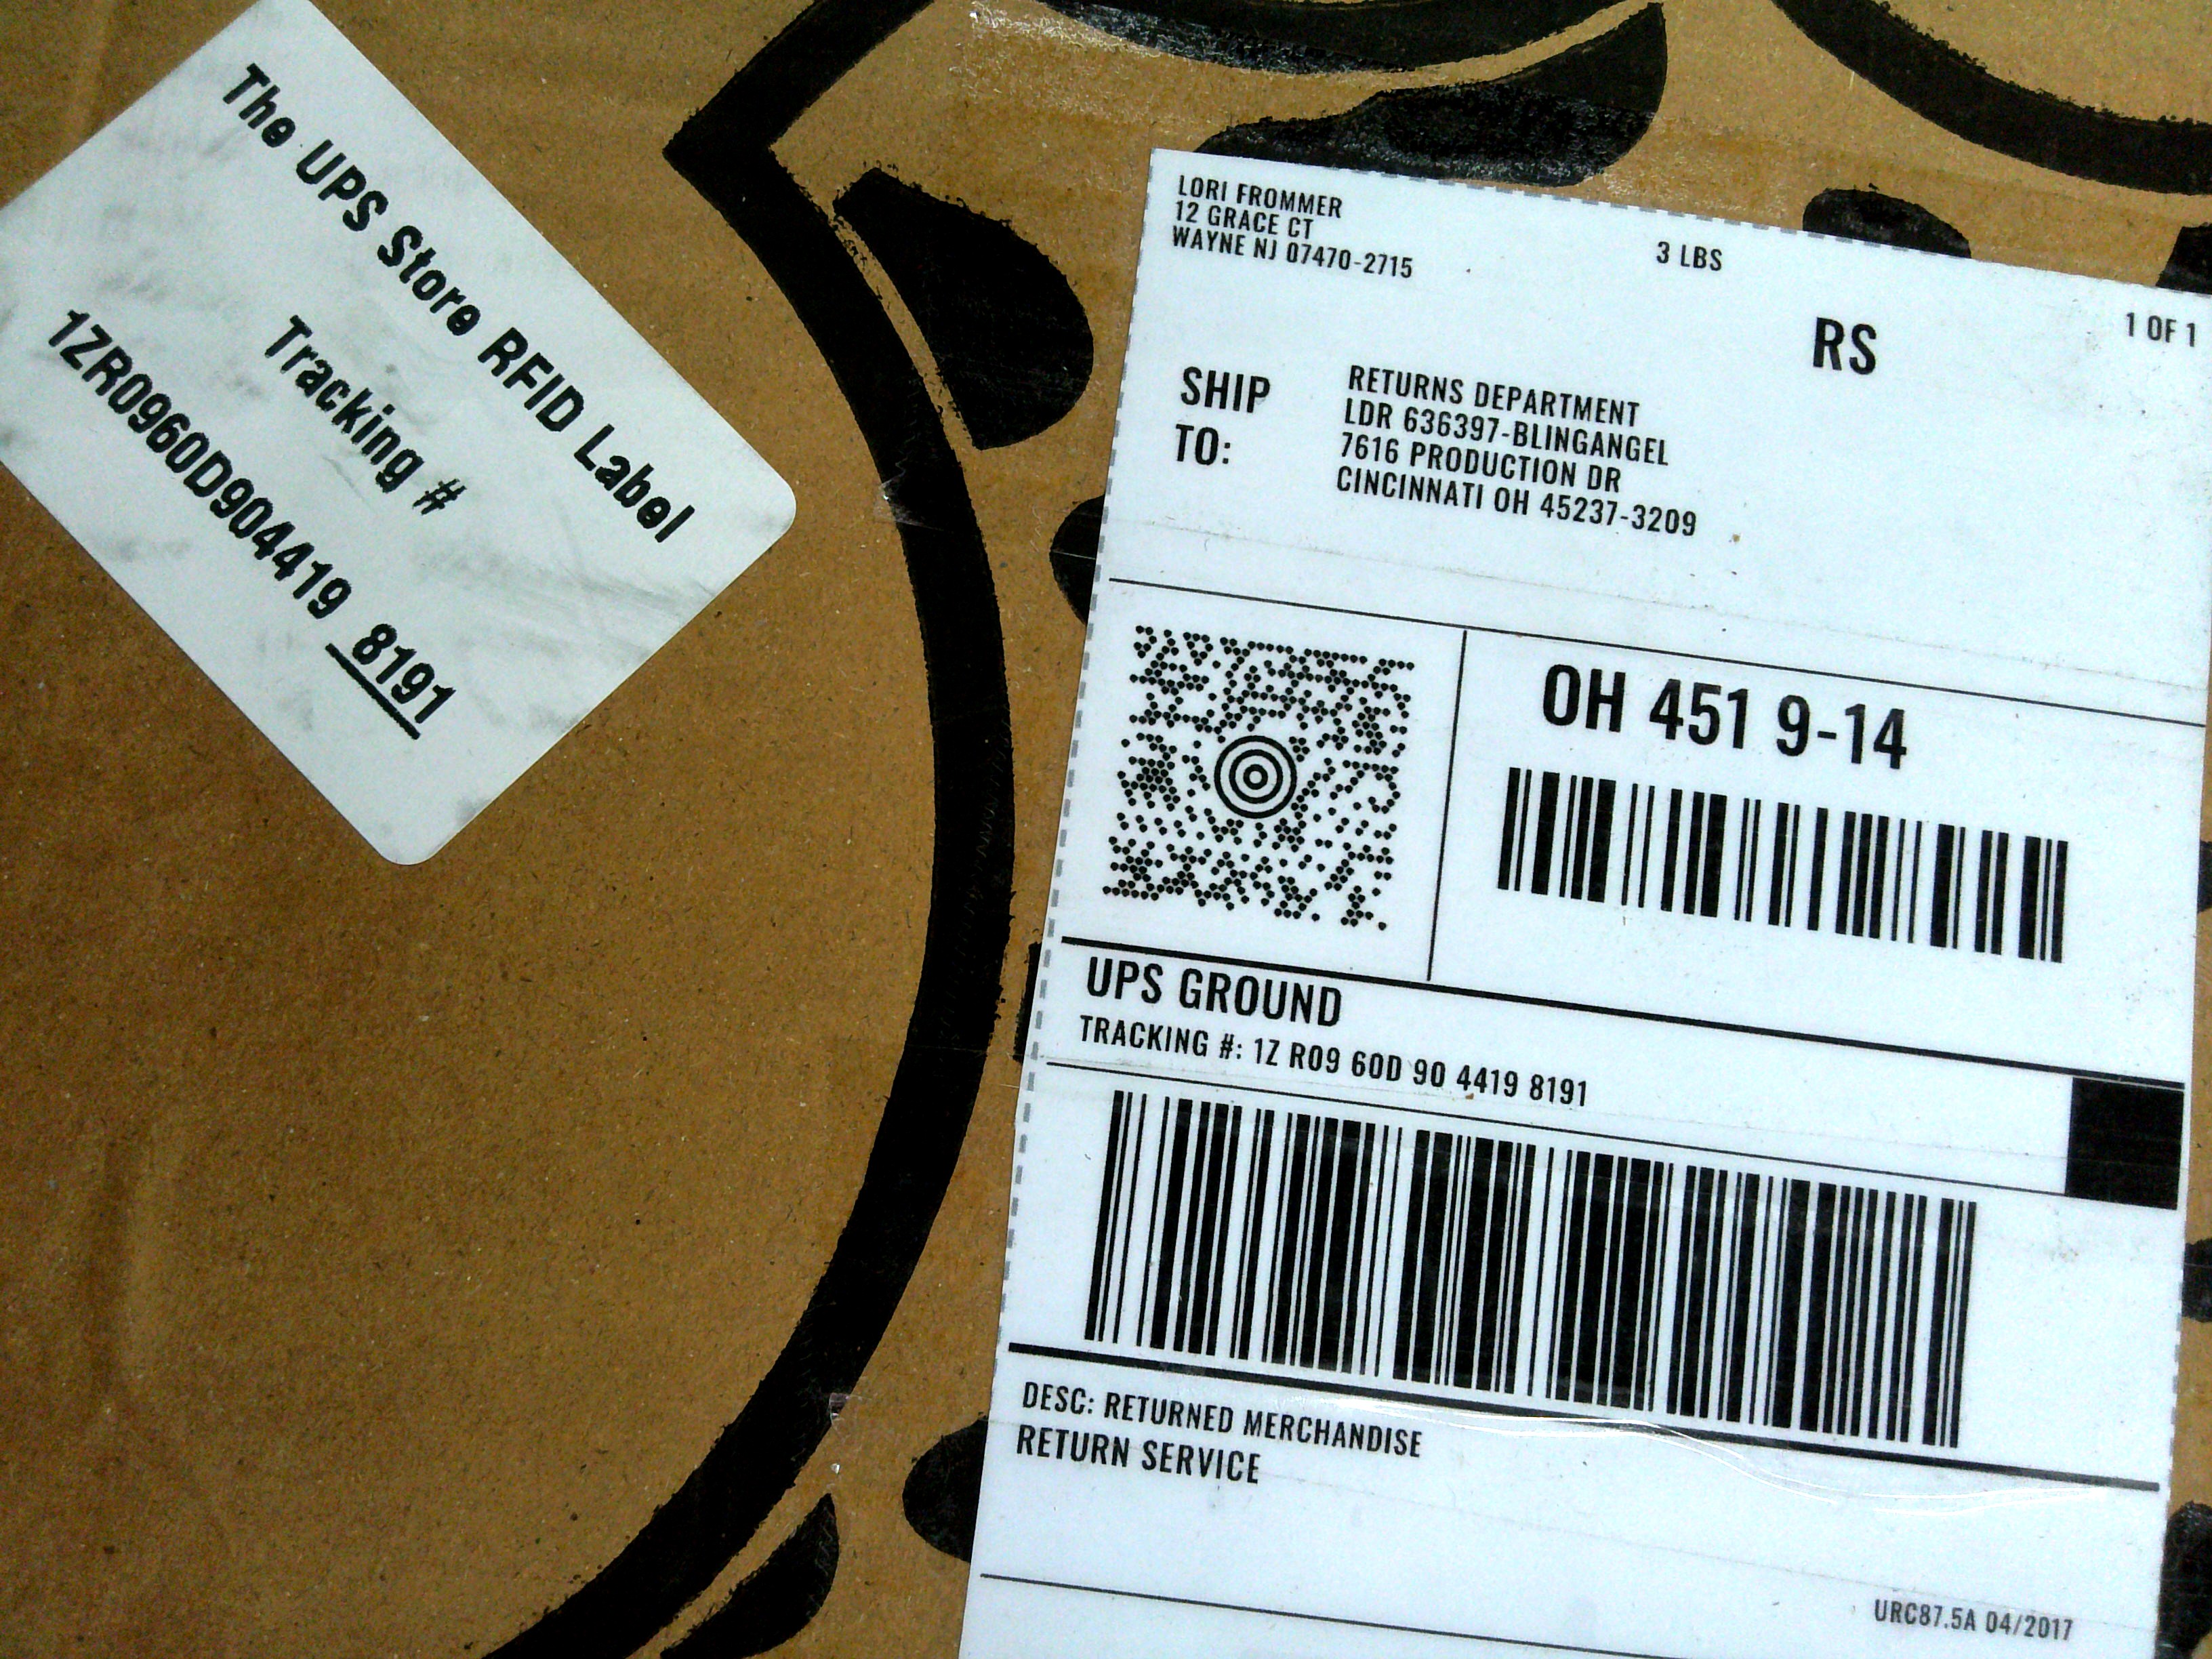 The UPS Store RFID Label
Tracking #
1ZR0960D904419 8191
LORI FROMMER
12 GRACE CT
WAYNE NJ 07470-2715
3 LBS
1 OF 1
RS
SHIP
TO:
RETURNS DEPARTMENT
LDR 636397-BLINGANGEL
7616 PRODUCTION DR
CINCINNATI OH 45237-3209
OH 451 9-14
UPS GROUND
TRACKING #: 1Z R09 60D 90 4419 8191
DESC: RETURNED MERCHANDISE
RETURN SERVICE
URC87.5A 04/2017